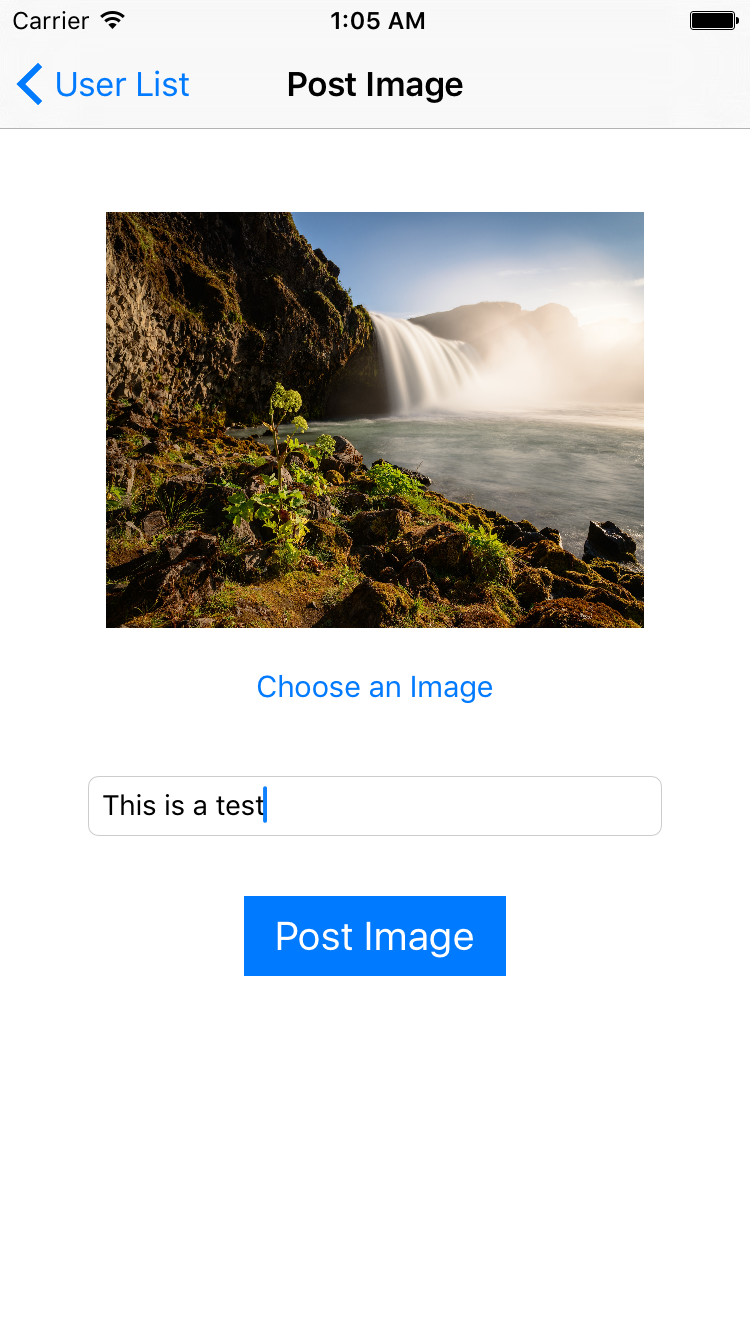 Carrier 1:05 AM
User List Post Image
Choose an Image
This is a test
Post Image